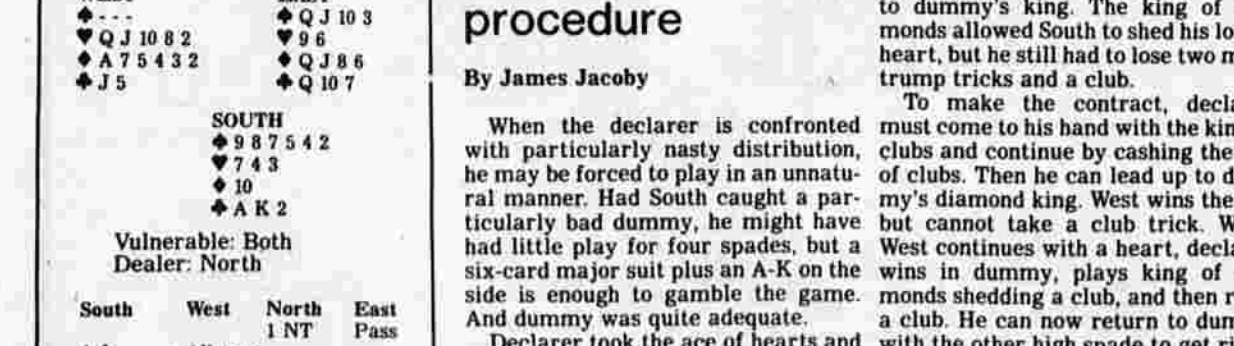 ♠ - - -
♥ Q J 10 8 2
♦ A 7 5 4 3 2
♣ J 5
♠ Q J 10 3
♥ 9 6
♦ Q J 8 6
♣ Q 10 7
SOUTH
♠ 9 8 7 5 4 2
♥ 7 4 3
♦ 10
♣ A K 2
Vulnerable: Both
Dealer: North
South West North East
1 NT Pass
procedure
By James Jacoby
When the declarer is confronted
with particularly nasty distribution,
he may be forced to play in an unnatu-
ral manner. Had South caught a par-
ticularly bad dummy, he might have
had little play for four spades, but a
six-card major suit plus an A-K on the
side is enough to gamble the game.
And dummy was quite adequate.
Declarer took the ace of hearts and
to dummy's king. The king of
monds allowed South to shed his lo
heart, but he still had to lose two m
trump tricks and a club.
To make the contract, decla
must come to his hand with the kin
clubs and continue by cashing the
of clubs. Then he can lead up to d
my's diamond king. West wins the
but cannot take a club trick. W
West continues with a heart, decla
wins in dummy, plays king of
monds shedding a club, and then r
a club. He can now return to dum
with the other high spade to get ri